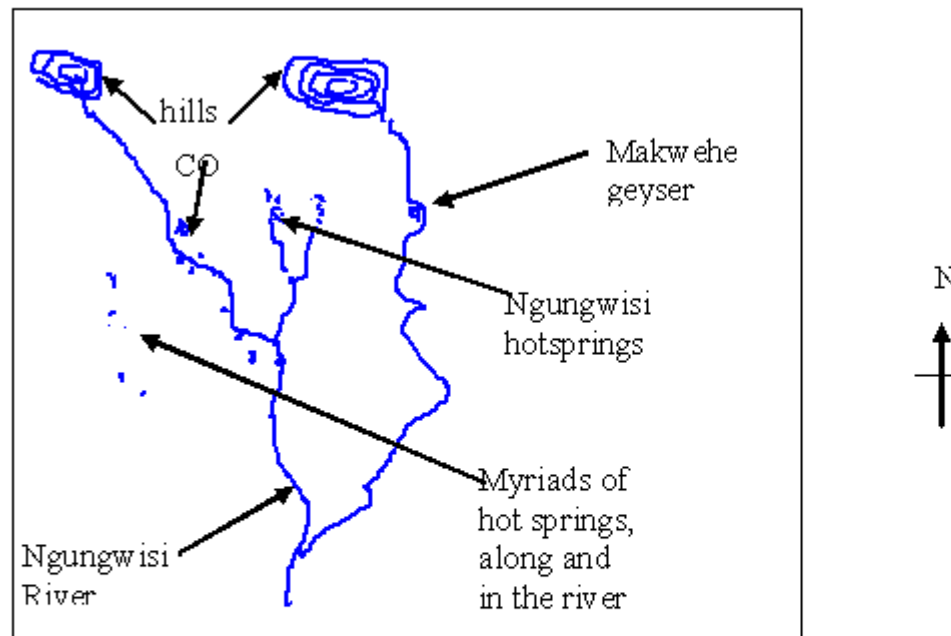 hills
CO
Makwehe
geyser
N
Ngungwisi
hotsprings
Myriads of
hot springs,
along and
in the river
Ngungwisi
River